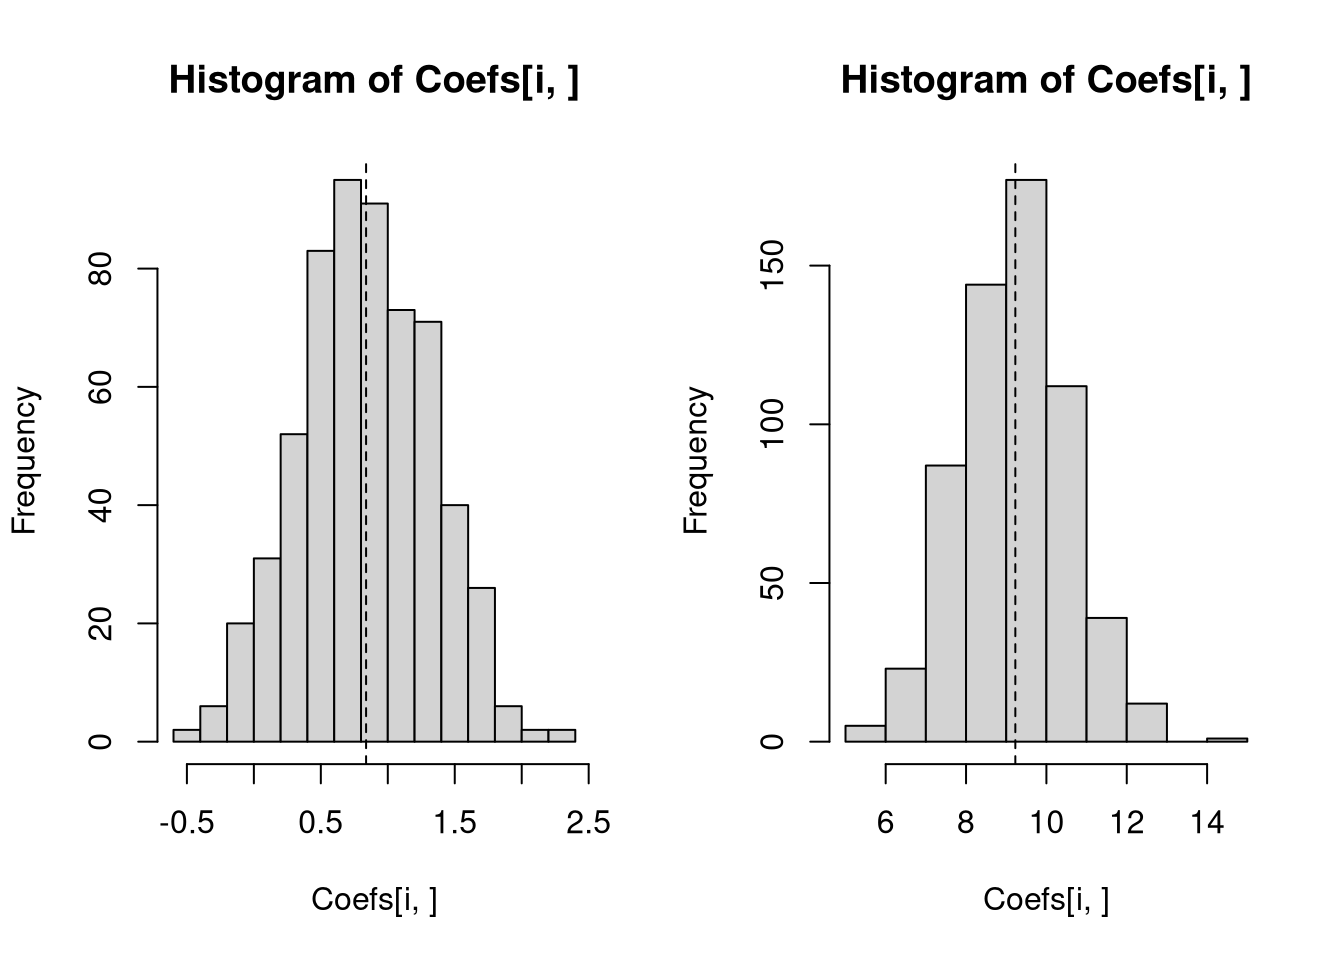 Histogram of Coefs[i, ]
Frequency
0 20 40 60 80
-0.5 0.5 1.5 2.5
Coefs[i, ]
Histogram of Coefs[i, ]
Frequency
0 50 100 150
6 8 10 12 14
Coefs[i, ]